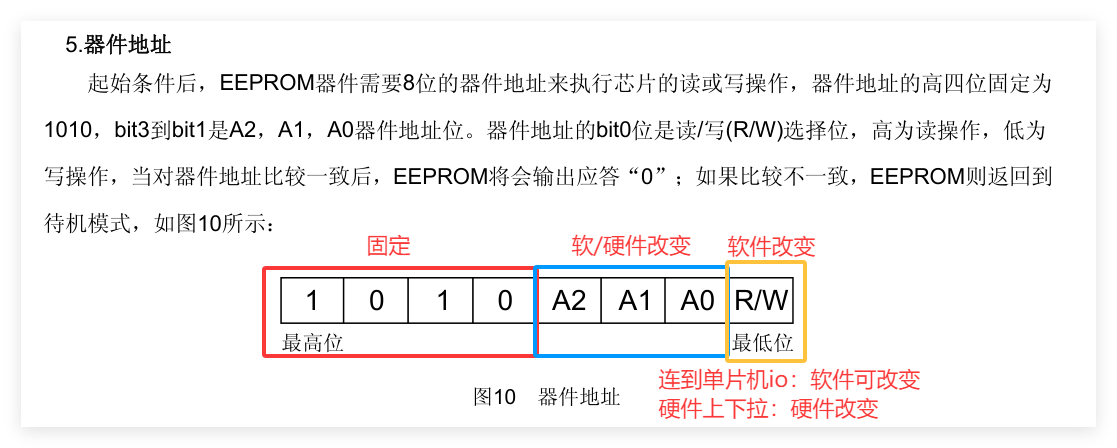 5.器件地址
起始条件后，EEPROM器件需要8位的器件地址来执行芯片的读或写操作，器件地址的高四位固定为
1010，bit3到bit1是A2，A1，A0器件地址位。器件地址的bit0位是读/写(R/W)选择位，高为读操作，低为
写操作，当对器件地址比较一致后，EEPROM将会输出应答“0”；如果比较不一致，EEPROM则返回到
待机模式，如图10所示：
固定 软/硬件改变 软件改变
1 0 1 0 A2 A1 A0 R/W
最高位 最低位
连到单片机io：软件可改变
图10 器件地址
硬件上下拉：硬件改变